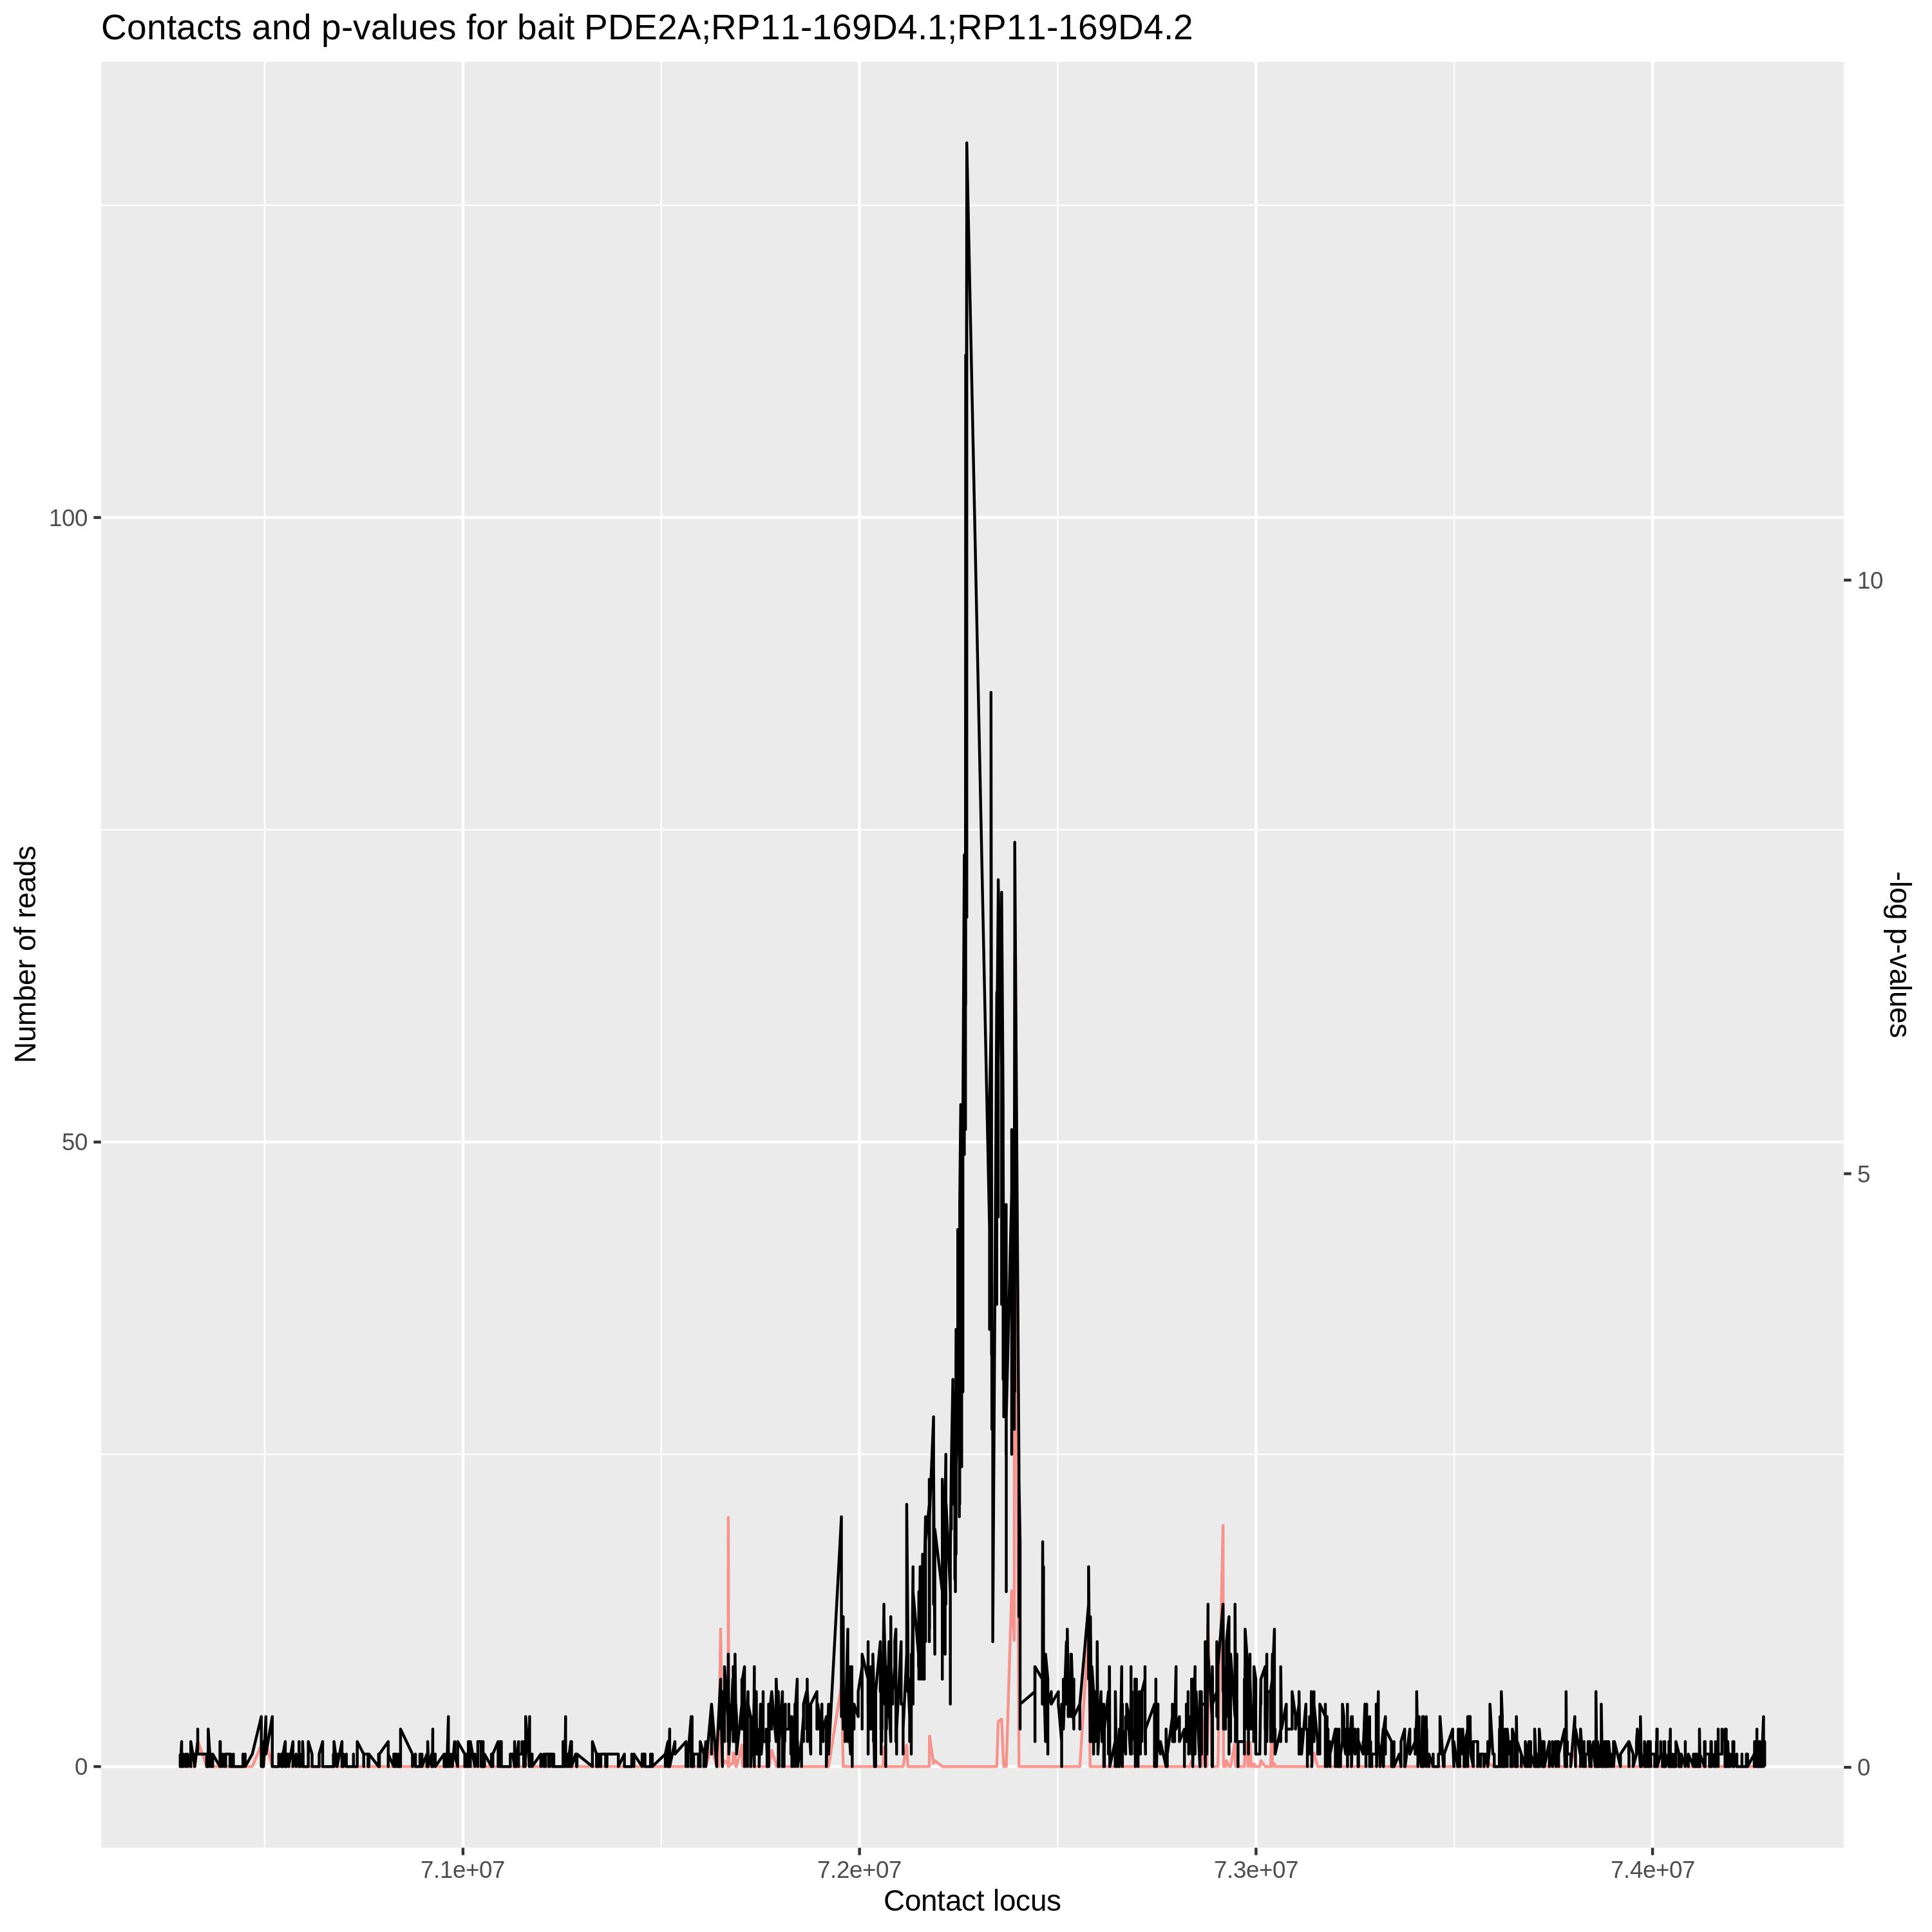 Contacts and p-values for bait PDE2A;RP11-169D4.1;RP11-169D4.2
100
50
0
Number of reads
10
5
0
-log p-values
7.1e+07
7.2e+07
7.3e+07
7.4e+07
Contact locus